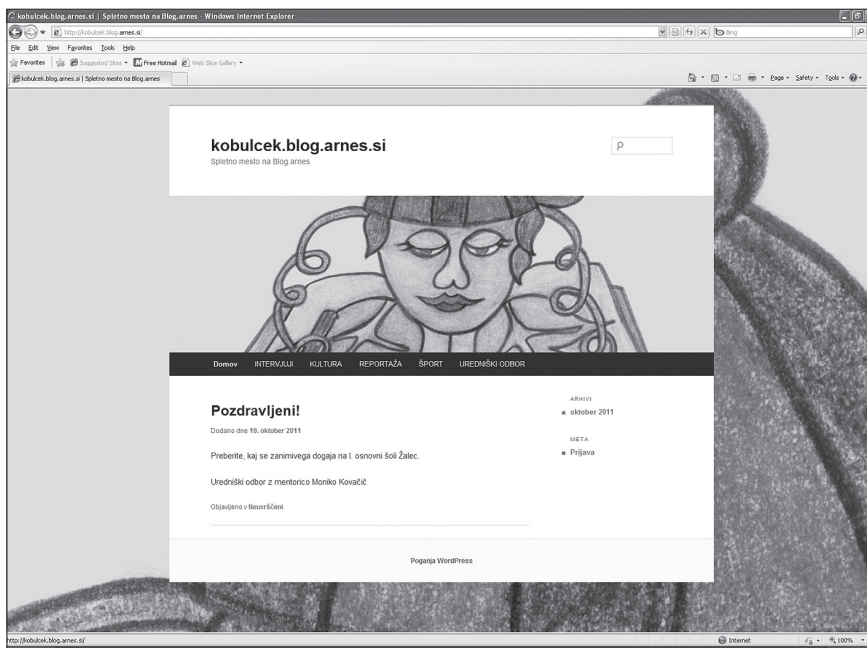 kobulcek.blog.arnes.si | Spletno mesto na Blog.arnes - Windows Internet Explorer
http://kobulcek.blog.arnes.si/
Bing
File Edit View Favorites Tools Help
Favorites Suggested Sites Free Hotmail Web Slice Gallery
kobulcek.blog.arnes.si | Spletno mesto na Blog.arnes
Page Safety Tools
kobulcek.blog.arnes.si
Spletno mesto na Blog.arnes
Domov INTERVJUJI KULTURA REPORTAŽA ŠPORT UREDNIŠKI ODBOR
Pozdravljeni!
Dodano dne 19. oktober 2011
Preberite, kaj se zanimivega dogaja na I. osnovni šoli Žalec.
Uredniški odbor z mentorico Moniko Kovačič
Objavljeno v Neuvrščeni
ARHIVI
oktober 2011
META
Prijava
Poganja WordPress
http://kobulcek.blog.arnes.si/
Internet
100%